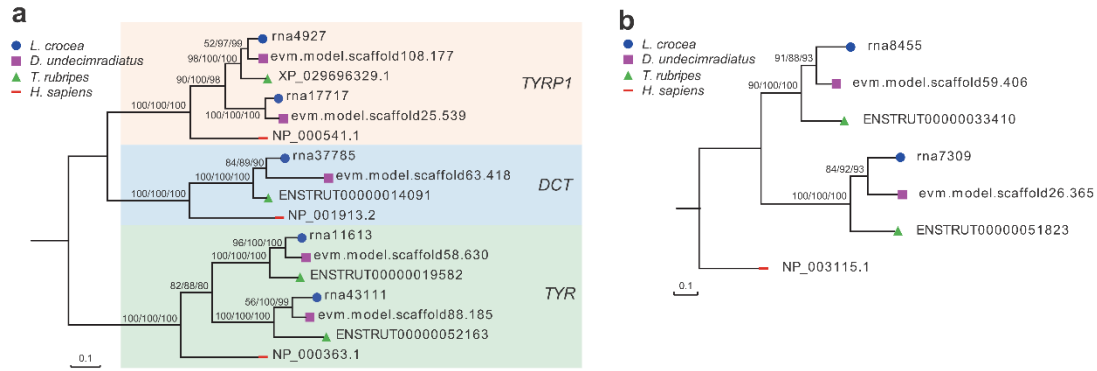 a
L. crocea
D. undecimradiatus
T. rubripes
H. sapiens
52/97/99
rna4927
98/100/100
evm.model.scaffold108.177
90/100/98
XP_029696329.1
TYRP1
rna17717
100/100/100
100/100/100
evm.model.scaffold25.539
NP_000541.1
84/89/90
rna37785
100/100/100
evm.model.scaffold63.418
DCT
100/100/100
ENSTRUT00000014091
NP_001913.2
96/100/100
rna11613
100/100/100
evm.model.scaffold58.630
82/88/80
ENSTRUT00000019582
TYR
56/100/99
rna43111
100/100/100
100/100/100
evm.model.scaffold88.185
ENSTRUT00000052163
NP_000363.1
0.1
b
L. crocea
D. undecimradiatus
T. rubripes
H. sapiens
rna8455
91/88/93
90/100/100
evm.model.scaffold59.406
ENSTRUT00000033410
rna7309
84/92/93
100/100/100
evm.model.scaffold26.365
ENSTRUT00000051823
NP_003115.1
0.1